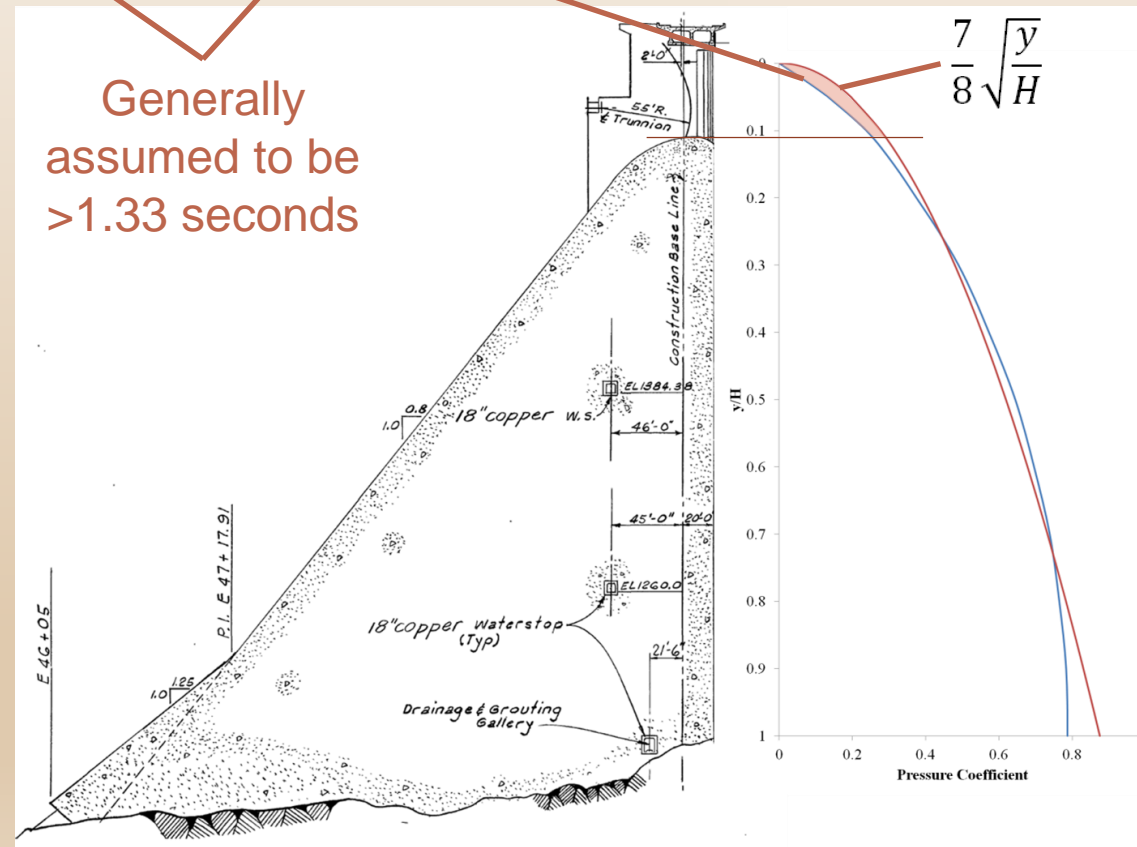 Generally
assumed to be
>1.33 seconds
2'-0"
55'R.
₵ Trunnion
Construction Base Line
0.8
1.0
18" copper W.S.
EL1384.38
46'-0"
45'-0" 20'-0
EL1260.0
18" copper Waterstop
(Typ)
21'-6"
Drainage & Grouting
Gallery
P.I. E 47+17.91
E 46+05
1.25
1.0
7/8 √(y/H)
0
0.1
0.2
0.3
0.4
0.5
0.6
0.7
0.8
0.9
1
y/H
0 0.2 0.4 0.6 0.8
Pressure Coefficient